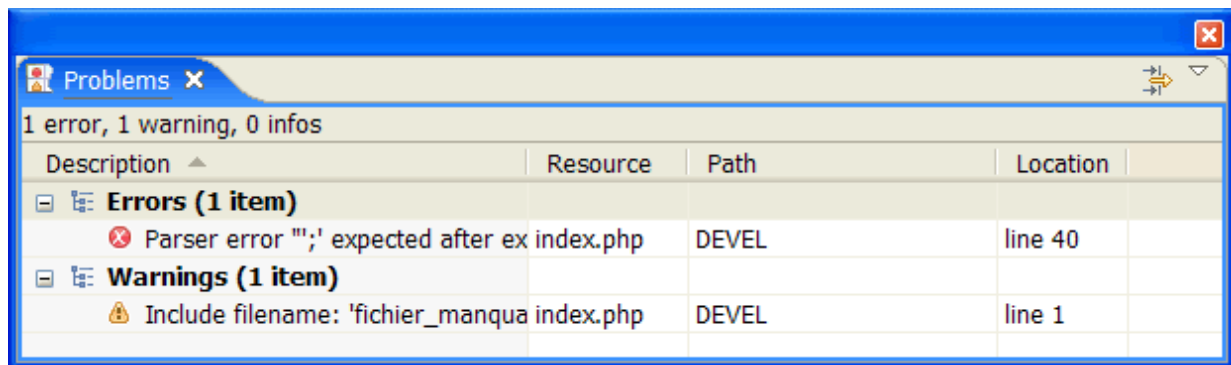 Problems
1 error, 1 warning, 0 infos
Description Resource Path Location
Errors (1 item)
Parser error "';' expected after ex index.php DEVEL line 40
Warnings (1 item)
Include filename: 'fichier_manqua index.php DEVEL line 1